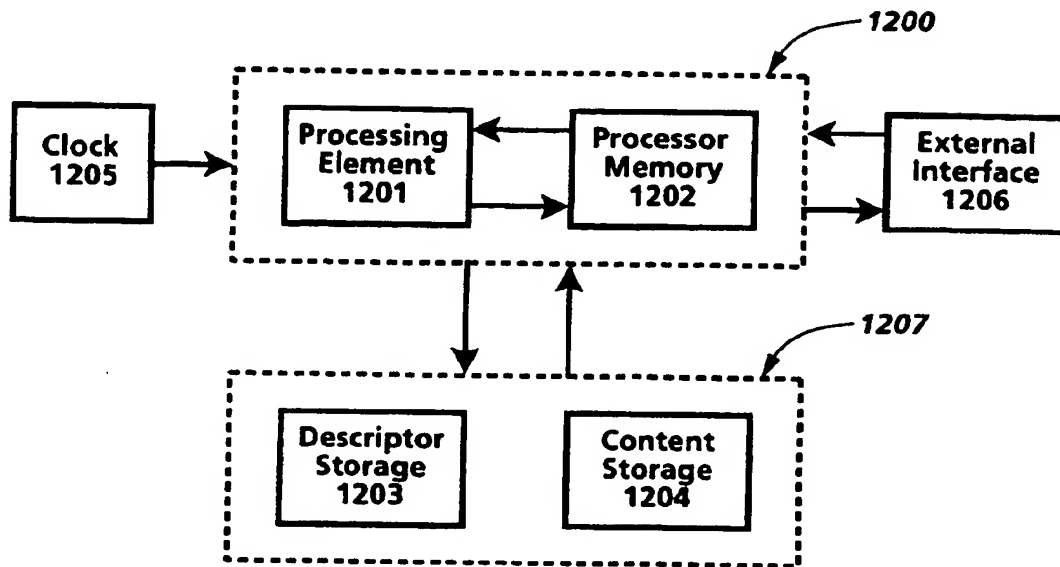 1200
Clock
1205
Processing
Element
1201
Processor
Memory
1202
External
Interface
1206
1207
Descriptor
Storage
1203
Content
Storage
1204